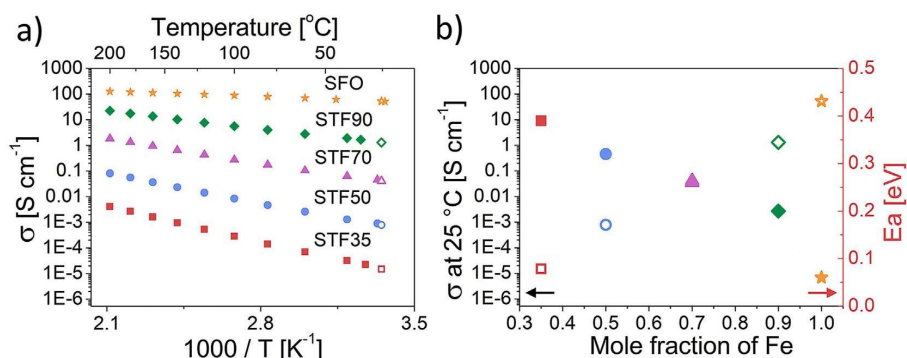 a)
Temperature [°C]
200 150 100 50
1000
100
10
1
0.1
0.01
1E-3
1E-4
1E-5
1E-6
σ [S cm⁻¹]
SFO
STF90
STF70
STF50
STF35
2.1 2.8 3.5
1000 / T [K⁻¹]
b)
1000
100
10
1
0.1
0.01
1E-3
1E-4
1E-5
1E-6
σ at 25 °C [S cm⁻¹]
0.5
0.4
0.3
0.2
0.1
0.0
Ea [eV]
0.3 0.4 0.5 0.6 0.7 0.8 0.9 1.0
Mole fraction of Fe